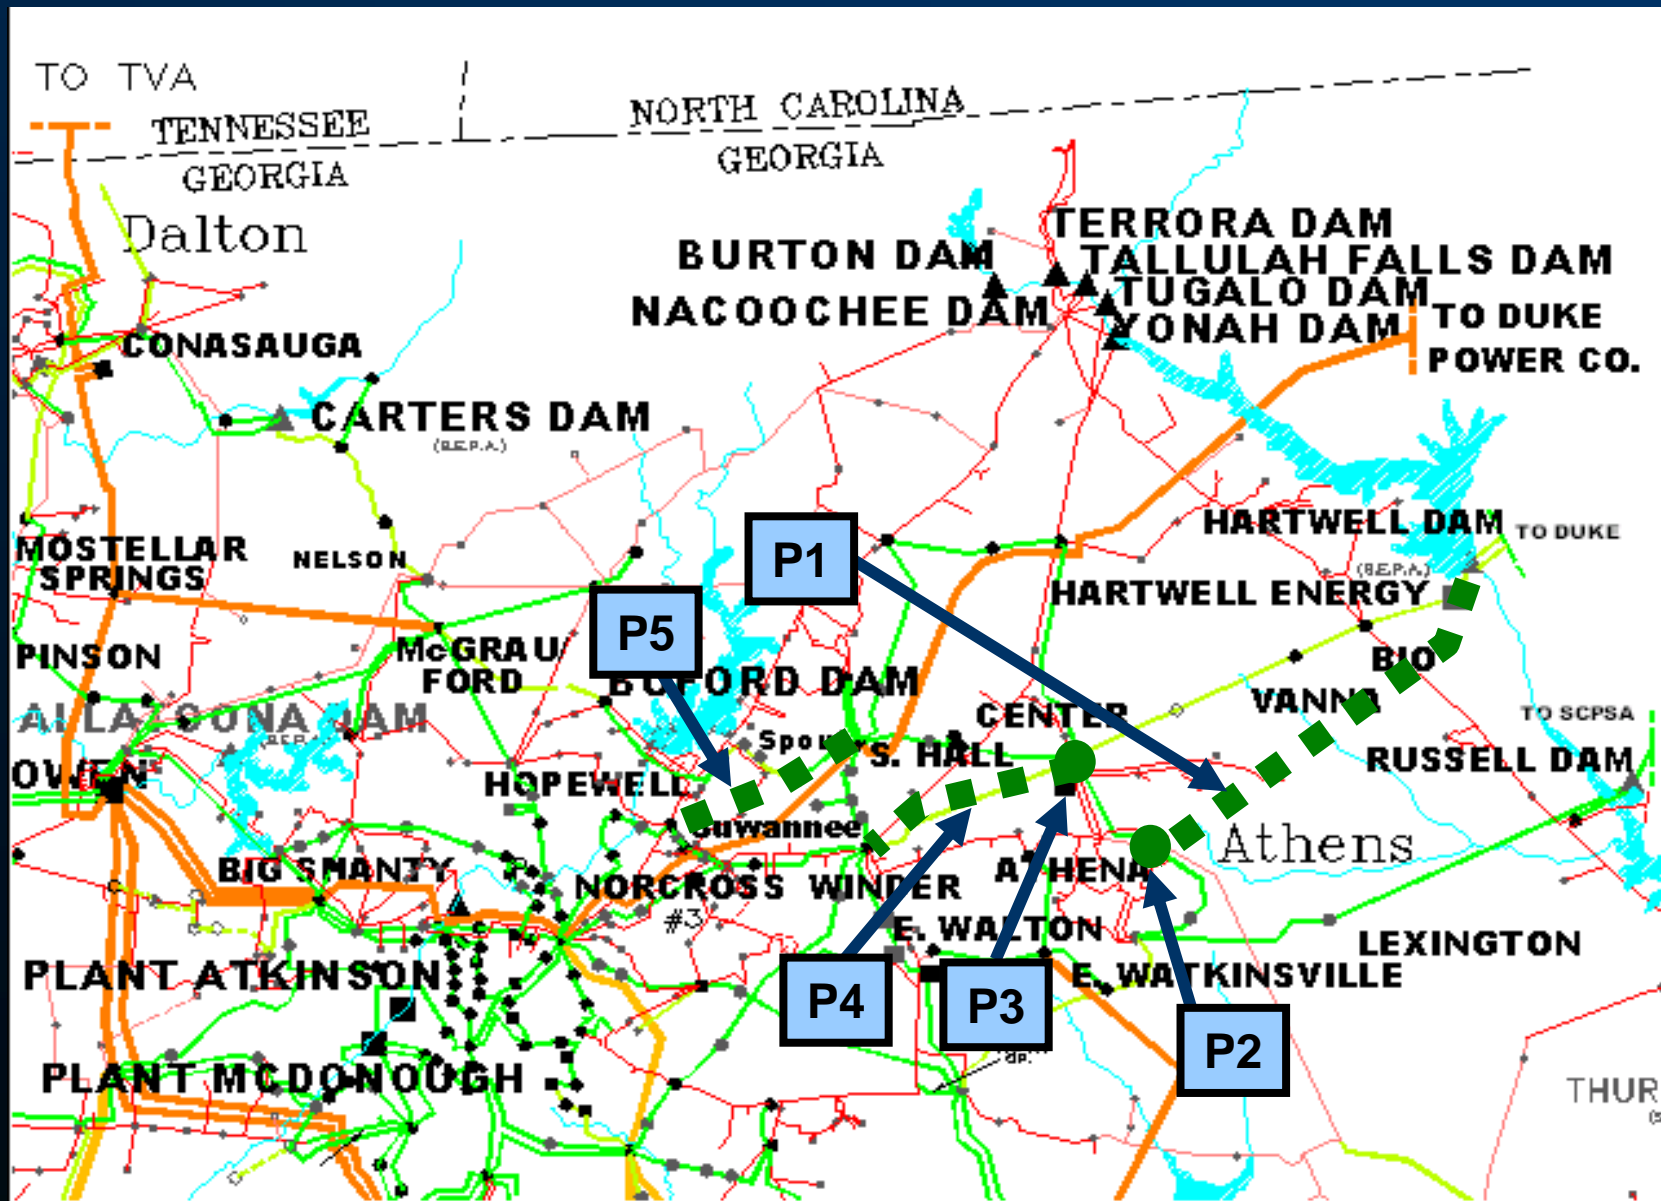 TO TVA
TENNESSEE
NORTH CAROLINA
GEORGIA
GEORGIA
Dalton
TERRORA DAM
BURTON DAM
TALLULAH FALLS DAM
NACOOCHEE DAM
TUGALO DAM
YONAH DAM
TO DUKE
POWER CO.
CONASAUGA
CARTERS DAM
(S.E.P.A.)
HARTWELL DAM
TO DUKE
MOSTELLAR
SPRINGS
NELSON
P1
(S.E.P.A.)
HARTWELL ENERGY
P5
PINSON
McGRAU
FORD
BUFORD DAM
BIO
VANNA
CENTER
TO SCPSA
S. HALL
RUSSELL DAM
HOPEWELL
Suwannee
Athens
BIG SHANTY
NORCROSS
WINDER
ATHENA
#3
E. WALTON
LEXINGTON
PLANT ATKINSON
E. WATKINSVILLE
P4
P3
P2
PLANT MCDONOUGH
THUR